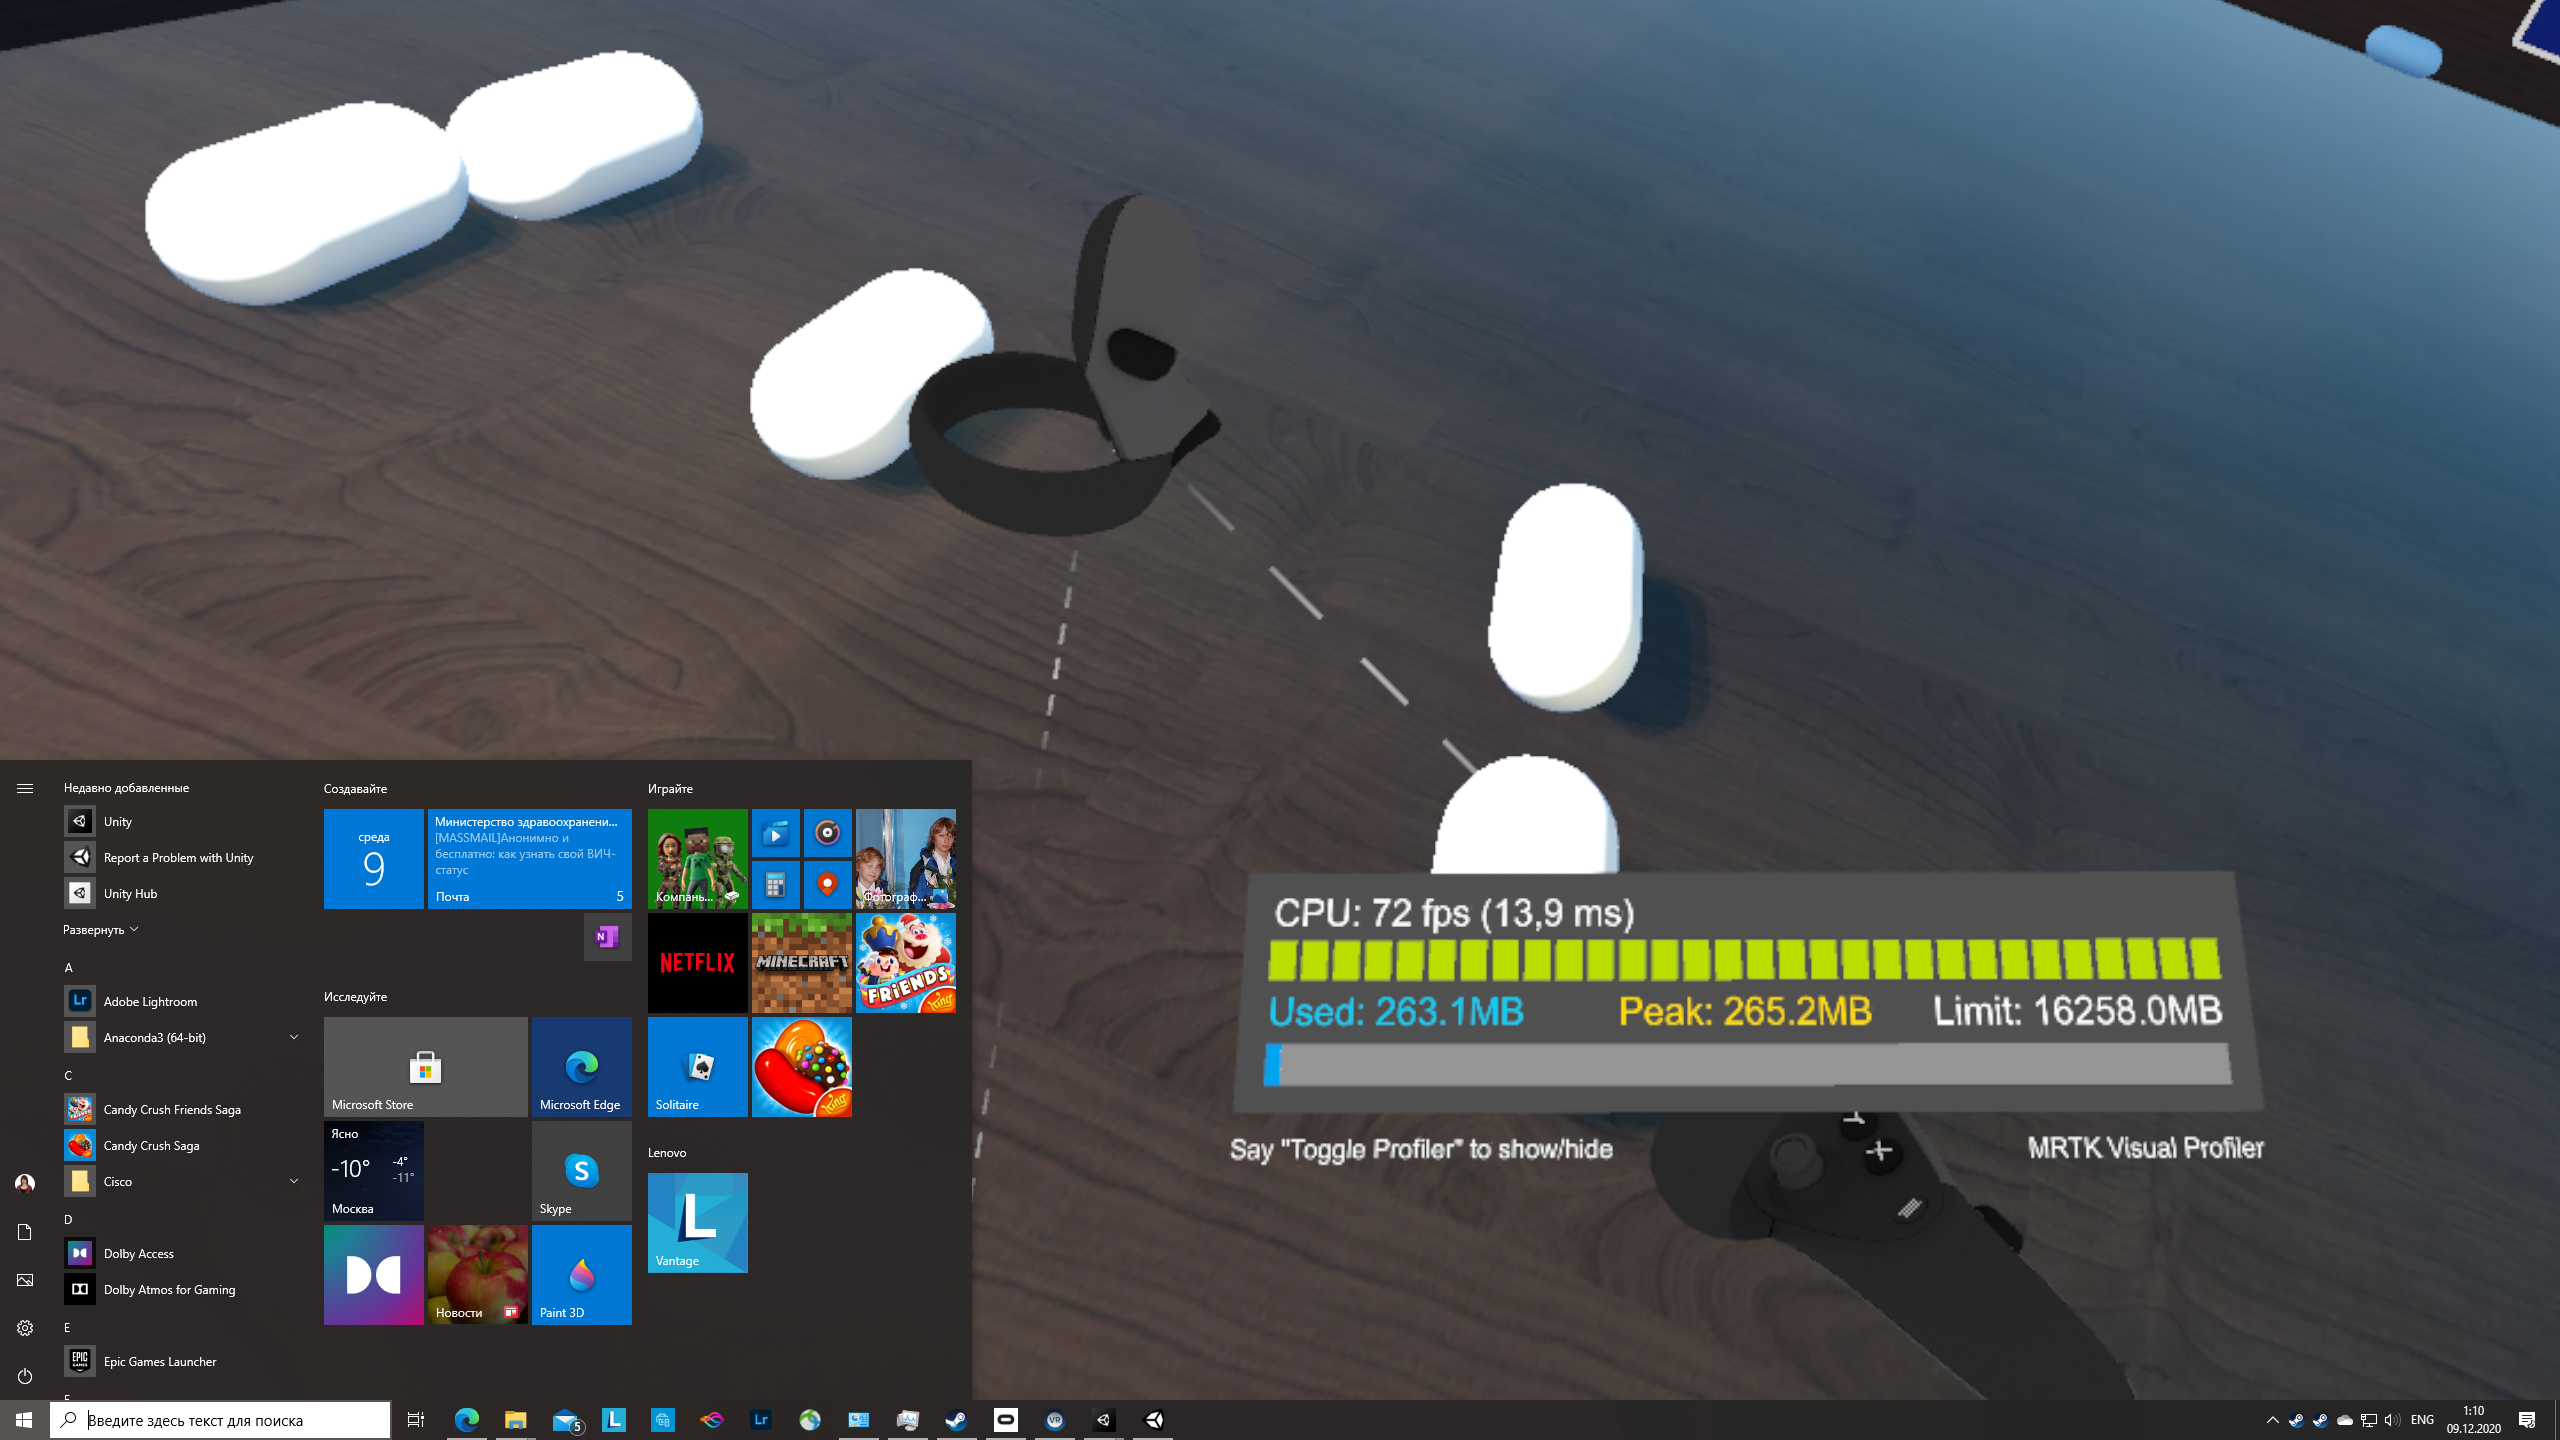 CPU: 72 fps (13,9 ms)
Used: 263.1MB Peak: 265.2MB Limit: 16258.0MB
Say "Toggle Profiler" to show/hide MRTK Visual Profiler
Недавно добавленные
Unity
Report a Problem with Unity
Unity Hub
Развернуть
A
Adobe Lightroom
Anaconda3 (64-bit)
C
Candy Crush Friends Saga
Candy Crush Saga
Cisco
D
Dolby Access
Dolby Atmos for Gaming
E
Epic Games Launcher
Создавайте
среда
9
Министерство здравоохранени...
[MASSMAIL]Анонимно и
бесплатно: как узнать свой ВИЧ-
статус
Почта 5
Исследуйте
Microsoft Store
Microsoft Edge
Ясно
-10° -4°
-11°
Москва
Skype
Новости
Paint 3D
Играйте
Компань...
Фотограф...
NETFLIX
MINECRAFT
FRIENDS
King
Solitaire
King
Lenovo
L
Vantage
Введите здесь текст для поиска
5
L
Lr
VR
ENG
1:10
09.12.2020